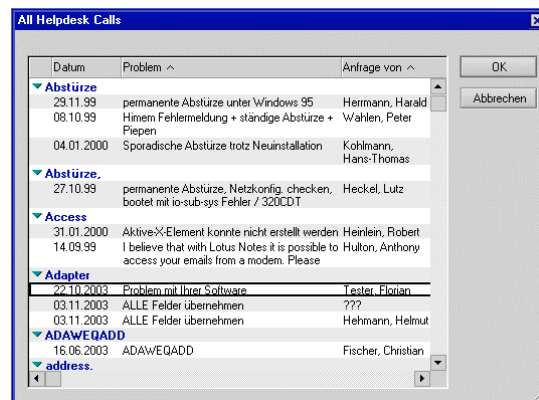 All Helpdesk Calls
Datum Problem ^ Anfrage von ^
OK
Abbrechen
Abstürze
29.11.99 permanente Abstürze unter Windows 95 Herrmann, Harald
08.10.99 Himem Fehlermeldung + ständige Abstürze + Wahlen, Peter
Piepen
04.01.2000 Sporadische Abstürze trotz Neuinstallation Kohlmann,
Hans-Thomas
Abstürze,
27.10.99 permanente Abstürze, Netzkonfig. checken, Heckel, Lutz
bootet mit io-sub-sys Fehler / 320CDT
Access
31.01.2000 Aktive-X-Element konnte nicht erstellt werden Heinlein, Robert
14.09.99 I believe that with Lotus Notes it is possible to Hulton, Anthony
access your emails from a modem. Please
Adapter
22.10.2003 Problem mit Ihrer Software Tester, Florian
03.11.2003 ALLE Felder übernehmen ???
03.11.2003 ALLE Felder übernehmen Hehmann, Helmut
ADAWEQADD
16.06.2003 ADAWEQADD Fischer, Christian
address.